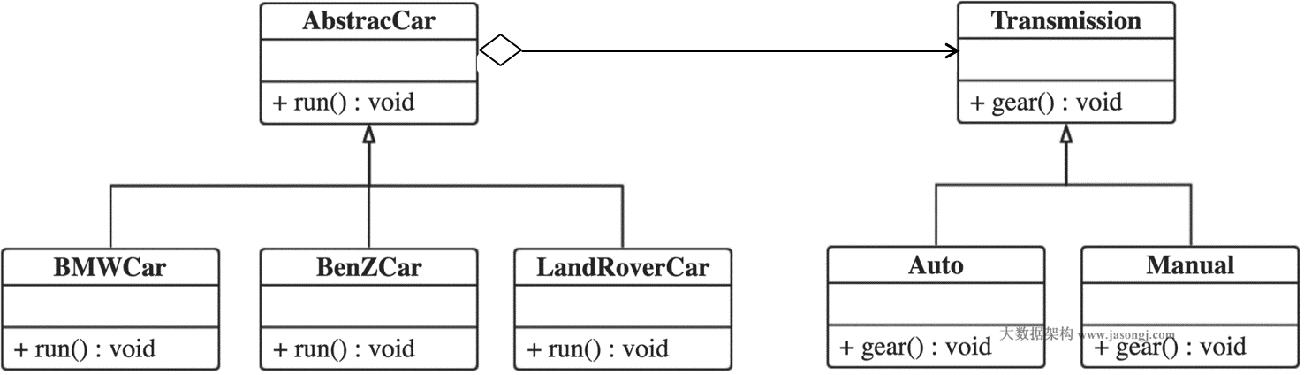 AbstracCar
+ run() : void
Transmission
+ gear() : void
BMWCar
+ run() : void
BenZCar
+ run() : void
LandRoverCar
+ run() : void
Auto
+ gear() : void
Manual
+ gear() : void
大数据架构 www.jasongj.com